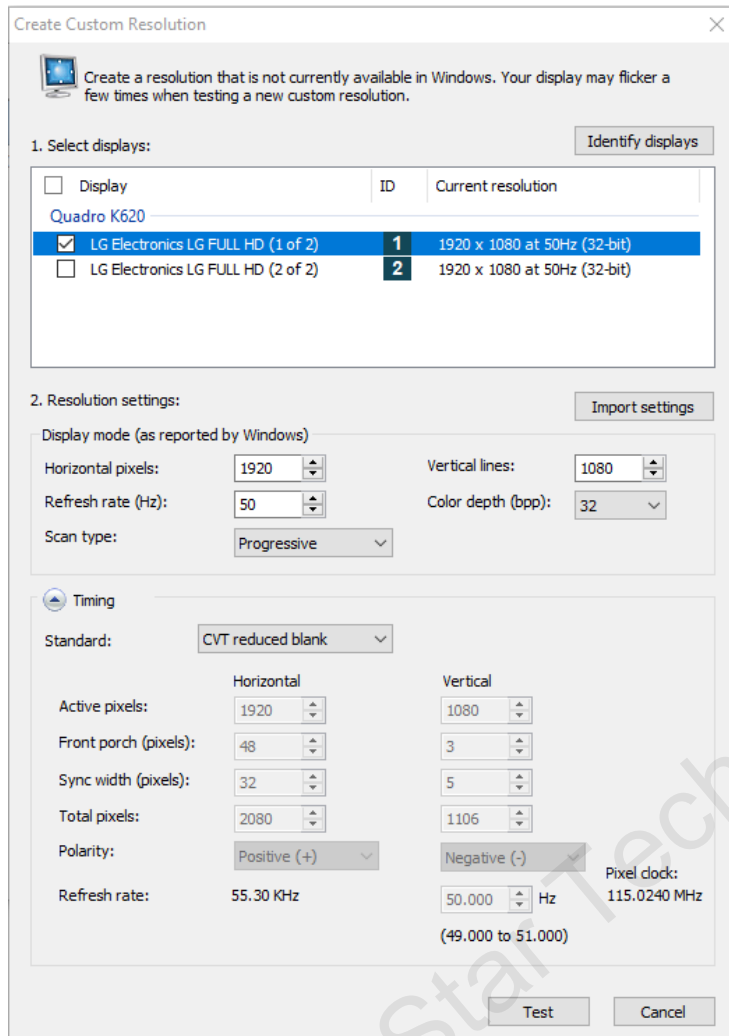 Create Custom Resolution
Create a resolution that is not currently available in Windows. Your display may flicker a
few times when testing a new custom resolution.
1. Select displays:
Identify displays
Display ID Current resolution
Quadro K620
LG Electronics LG FULL HD (1 of 2) 1 1920 x 1080 at 50Hz (32-bit)
LG Electronics LG FULL HD (2 of 2) 2 1920 x 1080 at 50Hz (32-bit)
2. Resolution settings:
Import settings
Display mode (as reported by Windows)
Horizontal pixels: 1920 Vertical lines: 1080
Refresh rate (Hz): 50 Color depth (bpp): 32
Scan type: Progressive
Timing
Standard: CVT reduced blank
Horizontal Vertical
Active pixels: 1920 1080
Front porch (pixels): 48 3
Sync width (pixels): 32 5
Total pixels: 2080 1106
Polarity: Positive (+) Negative (-)
Pixel clock:
Refresh rate: 55.30 KHz 50.000 Hz 115.0240 MHz
(49.000 to 51.000)
Test Cancel
Star Tech